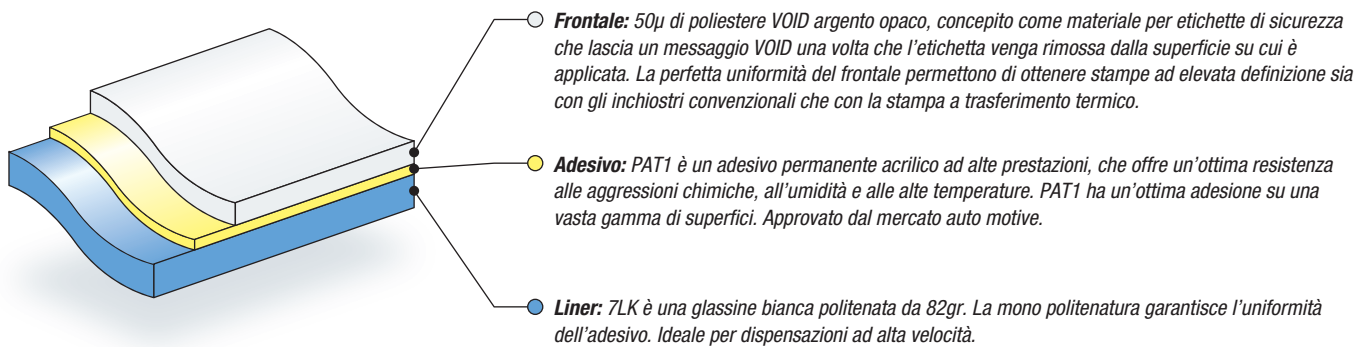 Frontale: 50µ di poliestere VOID argento opaco, concepito come materiale per etichette di sicurezza
che lascia un messaggio VOID una volta che l'etichetta venga rimossa dalla superficie su cui è
applicata. La perfetta uniformità del frontale permettono di ottenere stampe ad elevata definizione sia
con gli inchiostri convenzionali che con la stampa a trasferimento termico.
Adesivo: PAT1 è un adesivo permanente acrilico ad alte prestazioni, che offre un'ottima resistenza
alle aggressioni chimiche, all'umidità e alle alte temperature. PAT1 ha un'ottima adesione su una
vasta gamma di superfici. Approvato dal mercato auto motive.
Liner: 7LK è una glassine bianca politenata da 82gr. La mono politenatura garantisce l'uniformità
dell'adesivo. Ideale per dispensazioni ad alta velocità.